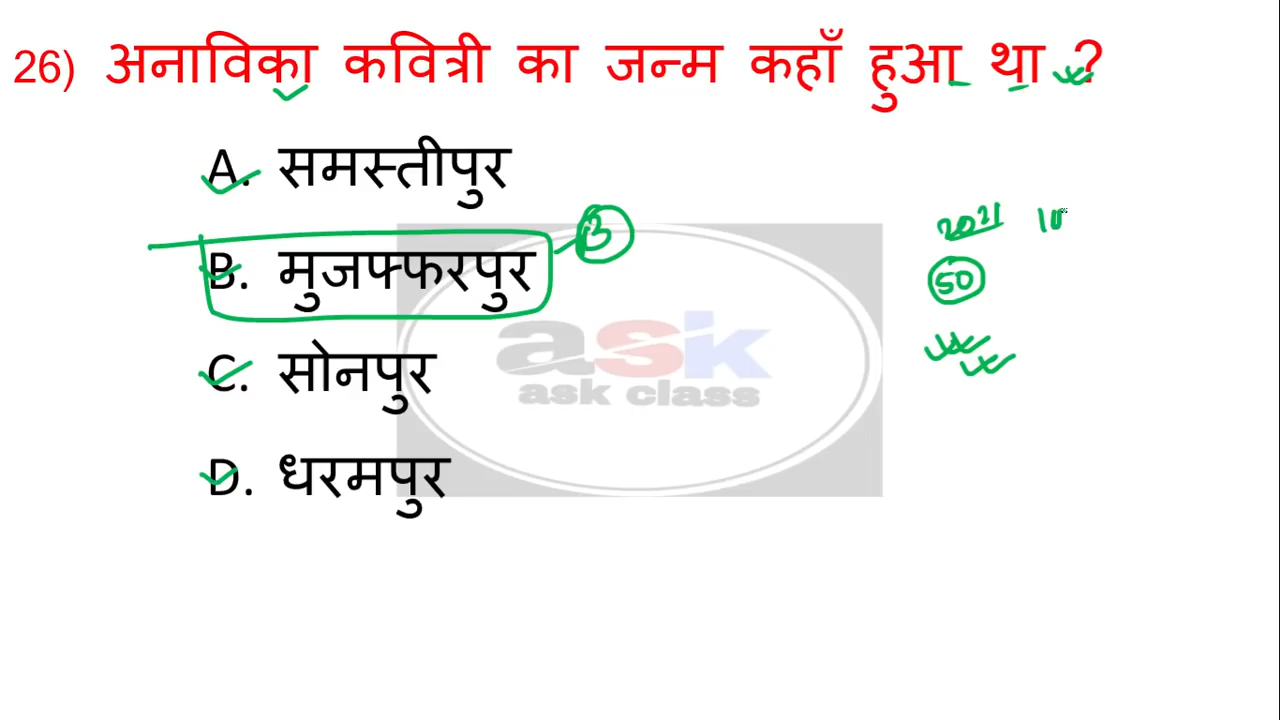 26) अनाविका कवित्री का जन्म कहाँ हुआ था ?
A. समस्तीपुर
B. मुजफ्फरपुर
B
2021
50
C. सोनपुर
D. धरमपुर
ask
ask class